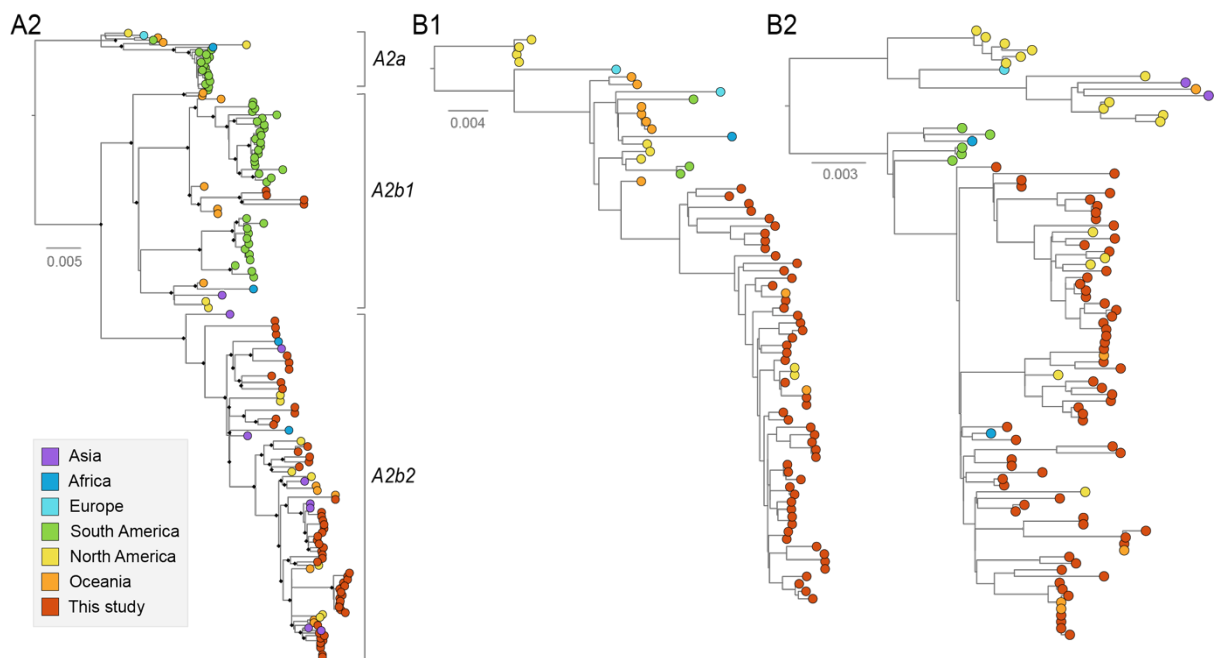 A2
B1
B2
A2a
A2b1
A2b2
0.005
0.004
0.003
Asia
Africa
Europe
South America
North America
Oceania
This study